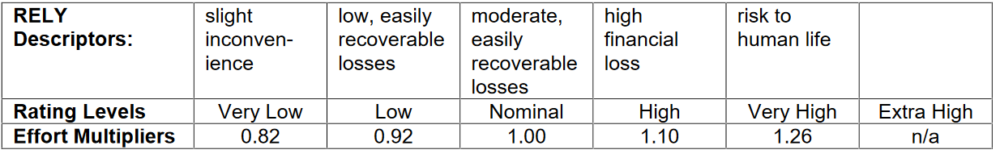 RELY slight low, easily moderate, high risk to
Descriptors: inconven- recoverable easily financial human life
ience losses recoverable loss
losses
Rating Levels Very Low Low Nominal High Very High Extra High
Effort Multipliers 0.82 0.92 1.00 1.10 1.26 n/a